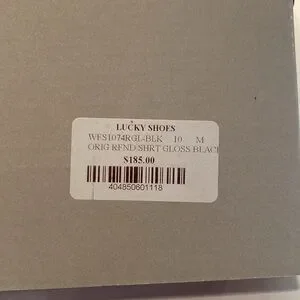 LUCKY SHOES
WFS1074RGL-BLK 10 M
ORIG RFND SHRT GLOSS BLACK
$185.00
404850601118